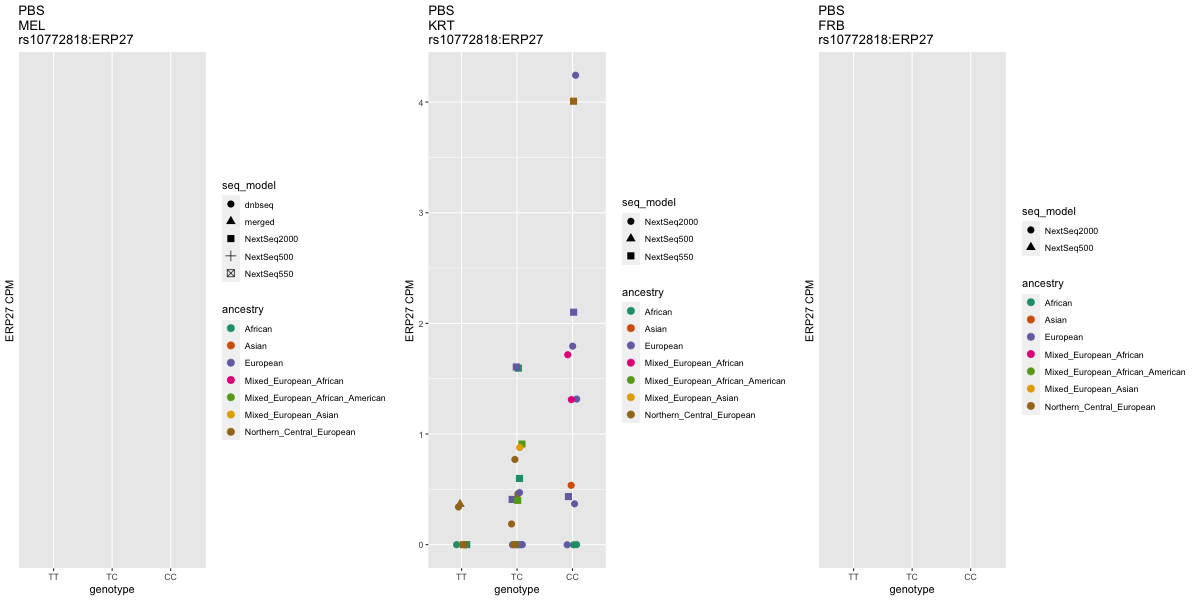 PBS
MEL
rs10772818:ERP27
ERP27 CPM
TT
TC
CC
genotype
seq_model
dnbseq
merged
NextSeq2000
NextSeq500
NextSeq550
ancestry
African
Asian
European
Mixed_European_African
Mixed_European_African_American
Mixed_European_Asian
Northern_Central_European
PBS
KRT
rs10772818:ERP27
ERP27 CPM
4
3
2
1
0
TT
TC
CC
genotype
seq_model
NextSeq2000
NextSeq500
NextSeq550
ancestry
African
Asian
European
Mixed_European_African
Mixed_European_African_American
Mixed_European_Asian
Northern_Central_European
PBS
FRB
rs10772818:ERP27
ERP27 CPM
TT
TC
CC
genotype
seq_model
NextSeq2000
NextSeq500
ancestry
African
Asian
European
Mixed_European_African
Mixed_European_African_American
Mixed_European_Asian
Northern_Central_European